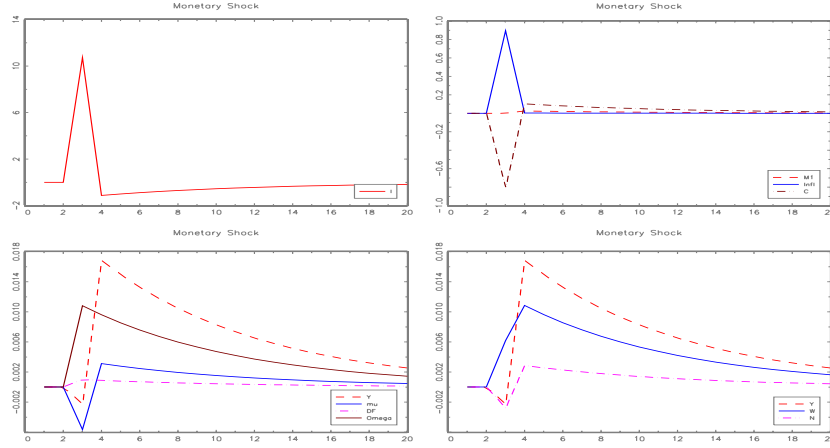 Monetary Shock
14
10
6
2
-2
0 2 4 6 8 10 12 14 16 18 20
I
Monetary Shock
1.0
0.8
0.6
0.4
0.2
-0.2
-0.6
-1.0
0 2 4 6 8 10 12 14 16 18 20
MT
Infl
C
Monetary Shock
0.018
0.010
0.006
0.002
-0.002
0 2 4 6 8 10 12 14 16 18 20
Y
mu
DF
Omega
Monetary Shock
0.018
0.010
0.006
0.002
-0.002
0 2 4 6 8 10 12 14 16 18 20
Y
W
N